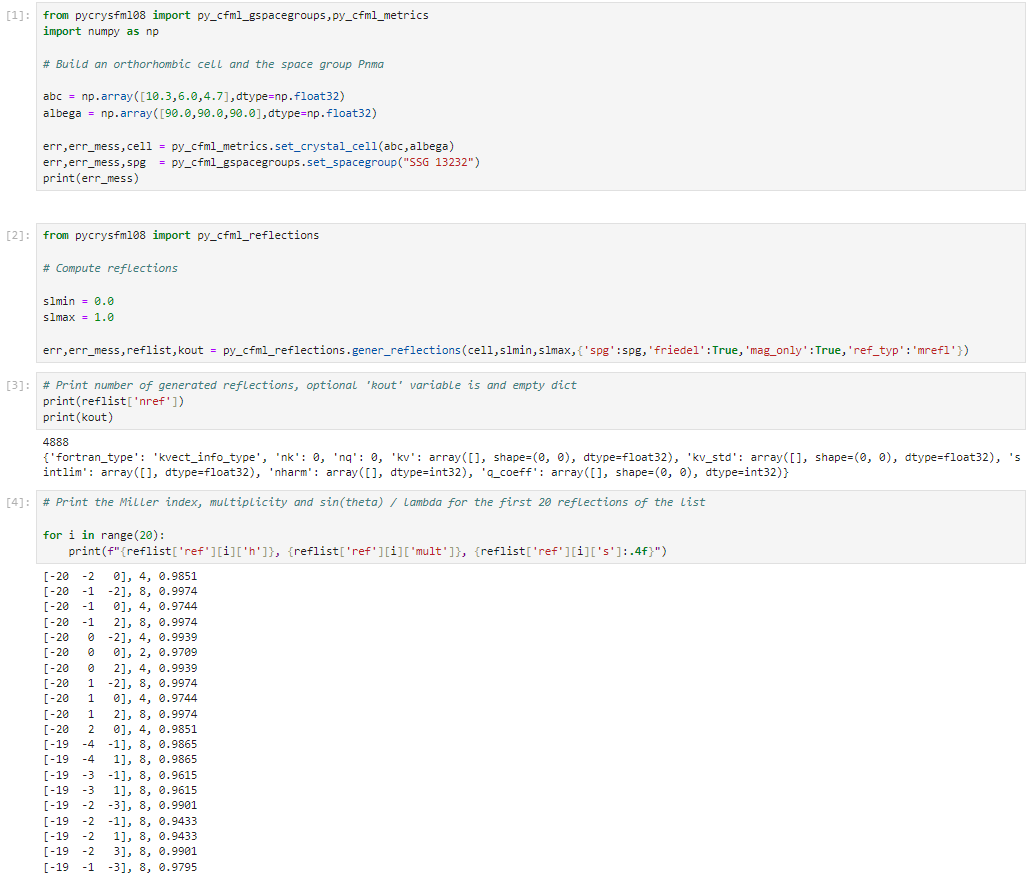 [1]: from pycrysfml08 import py_cfml_gspacegroups,py_cfml_metrics
import numpy as np
# Build an orthorhombic cell and the space group Pnma
abc = np.array([10.3,6.0,4.7],dtype=np.float32)
albega = np.array([90.0,90.0,90.0],dtype=np.float32)
err,err_mess,cell = py_cfml_metrics.set_crystal_cell(abc,albega)
err,err_mess,spg  = py_cfml_gspacegroups.set_spacegroup("SSG 13232")
print(err_mess)
[2]: from pycrysfml08 import py_cfml_reflections
# Compute reflections
slmin = 0.0
slmax = 1.0
err,err_mess,reflist,kout = py_cfml_reflections.gener_reflections(cell,slmin,slmax,{'spg':spg,'friedel':True,'mag_only':True,'ref_typ':'mrefl'})
[3]: # Print number of generated reflections, optional 'kout' variable is and empty dict
print(reflist['nref'])
print(kout)
4888
{'fortran_type': 'kvect_info_type', 'nk': 0, 'nq': 0, 'kv': array([], shape=(0, 0), dtype=float32), 'kv_std': array([], shape=(0, 0), dtype=float32), 's
intlim': array([], dtype=float32), 'nharm': array([], dtype=int32), 'q_coeff': array([], shape=(0, 0), dtype=int32)}
[4]: # Print the Miller index, multiplicity and sin(theta) / lambda for the first 20 reflections of the list
for i in range(20):
    print(f"{reflist['ref'][i]['h']}, {reflist['ref'][i]['mult']}, {reflist['ref'][i]['s']:.4f}")
[-20  -2   0], 4, 0.9851
[-20  -1  -2], 8, 0.9974
[-20  -1   0], 4, 0.9744
[-20  -1   2], 8, 0.9974
[-20   0  -2], 4, 0.9939
[-20   0   0], 2, 0.9709
[-20   0   2], 4, 0.9939
[-20   1  -2], 8, 0.9974
[-20   1   0], 4, 0.9744
[-20   1   2], 8, 0.9974
[-20   2   0], 4, 0.9851
[-19  -4  -1], 8, 0.9865
[-19  -4   1], 8, 0.9865
[-19  -3  -1], 8, 0.9615
[-19  -3   1], 8, 0.9615
[-19  -2  -3], 8, 0.9901
[-19  -2  -1], 8, 0.9433
[-19  -2   1], 8, 0.9433
[-19  -2   3], 8, 0.9901
[-19  -1  -3], 8, 0.9795